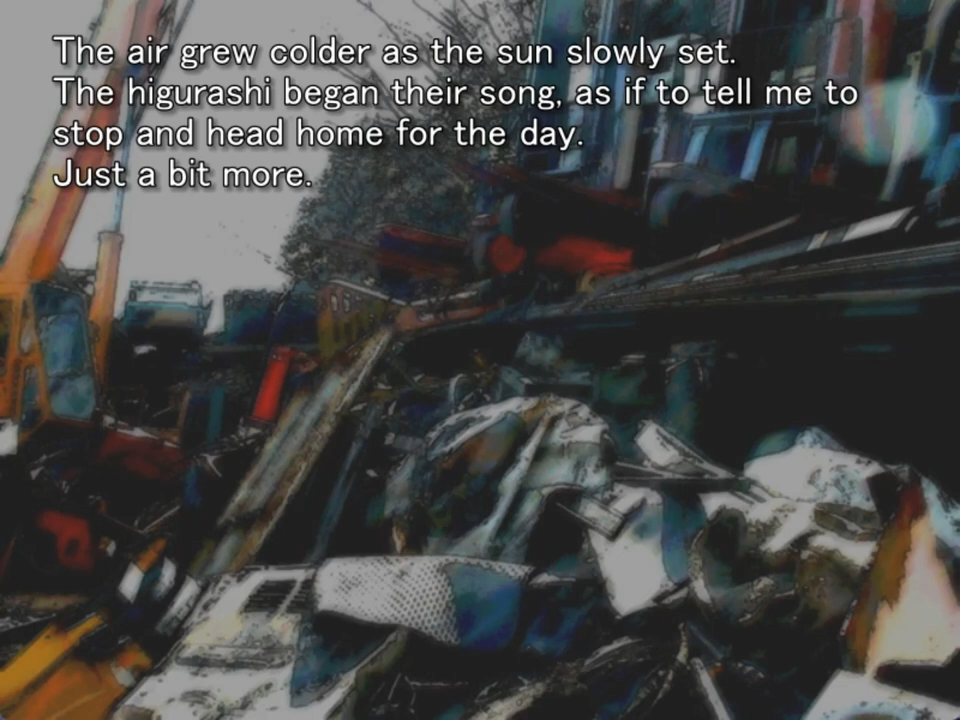 The air grew colder as the sun slowly set.
The higurashi began their song, as if to tell me to
stop and head home for the day.
Just a bit more.